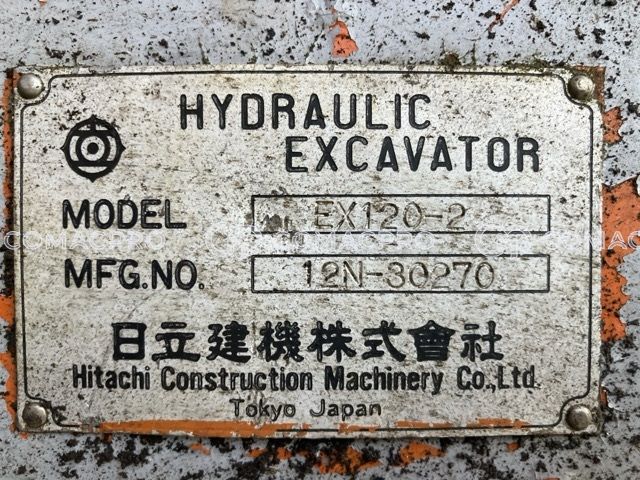 HYDRAULIC
EXCAVATOR
MODEL EX120-2
MFG.NO. 12N-30270
日立建機株式會社
Hitachi Construction Machinery Co.,Ltd.
Tokyo Japan